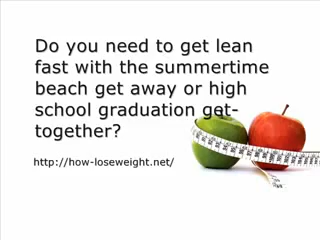 Do you need to get lean
fast with the summertime
beach get away or high
school graduation get-
together?
http://how-loseweight.net/